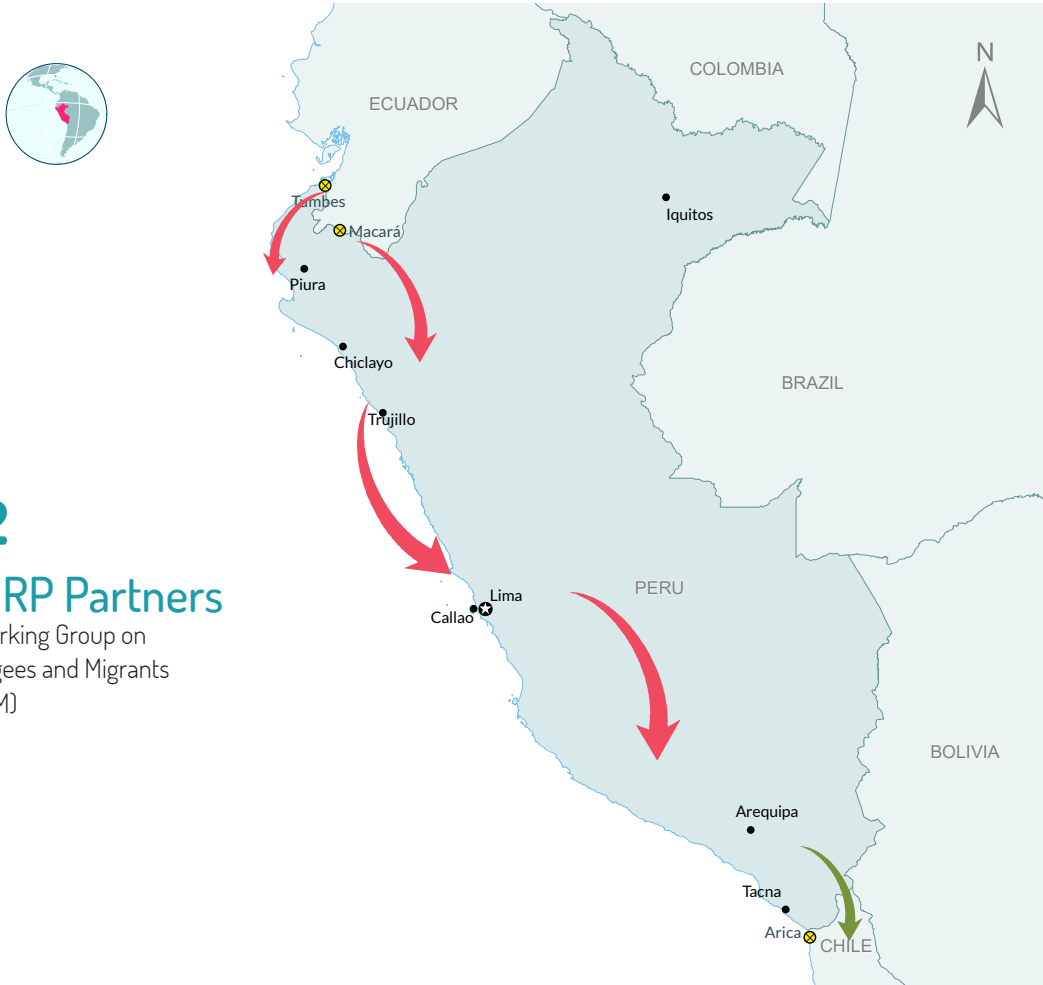 N
COLOMBIA
ECUADOR
Tumbes
Iquitos
Macará
Piura
Chiclayo
BRAZIL
Trujillo
2
RP Partners
rking Group on
gees and Migrants
M)
PERU
Lima
Callao
BOLIVIA
Arequipa
Tacna
Arica
CHILE